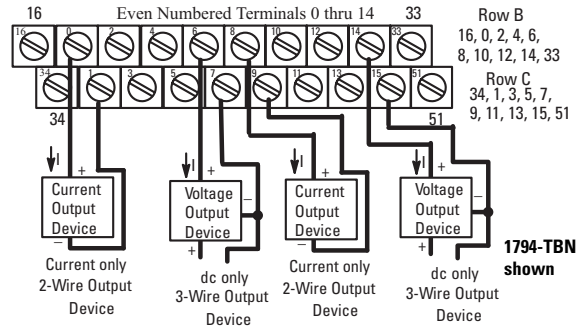 16 Even Numbered Terminals 0 thru 14 33
Row B
16, 0, 2, 4, 6,
8, 10, 12, 14, 33
Row C
34, 1, 3, 5, 7,
9, 11, 13, 15, 51
16 0 2 4 6 8 10 12 14 33
34 1 3 5 7 9 11 13 15 51
34 51
I + I + I + I +
Current
Output
Device
–
Current only
2-Wire Output
Device
Voltage
Output
Device
–
+
dc only
3-Wire Output
Device
Current
Output
Device
–
Current only
2-Wire Output
Device
Voltage
Output
Device
–
+
dc only
3-Wire Output
Device
1794-TBN
shown